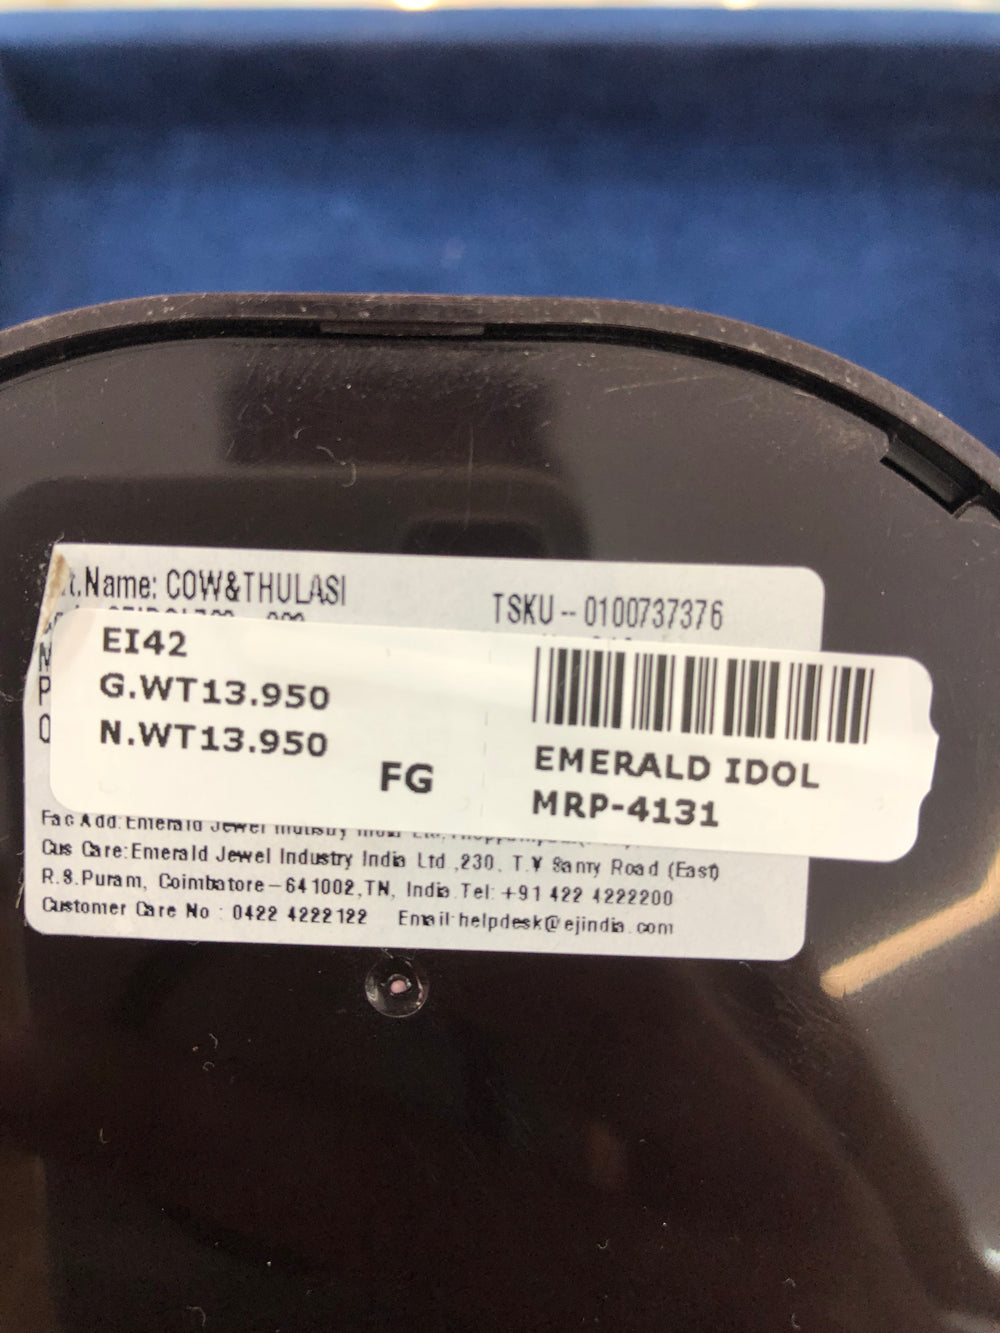 .Name: COW&THULASI
TSKU -- 0100737376
EI42
G.WT13.950
N.WT13.950
FG
EMERALD IDOL
MRP-4131
Fac Add: Emerald Jewel
Cus Care:Emerald Jewel Industry India Ltd ,230, T.V Samy Road (East)
R.S.Puram, Coimbatore-641002,TN, India.Tel: +91 422 4222200
Customer Care No : 0422 4222122 Email:helpdesk@ejindia.com